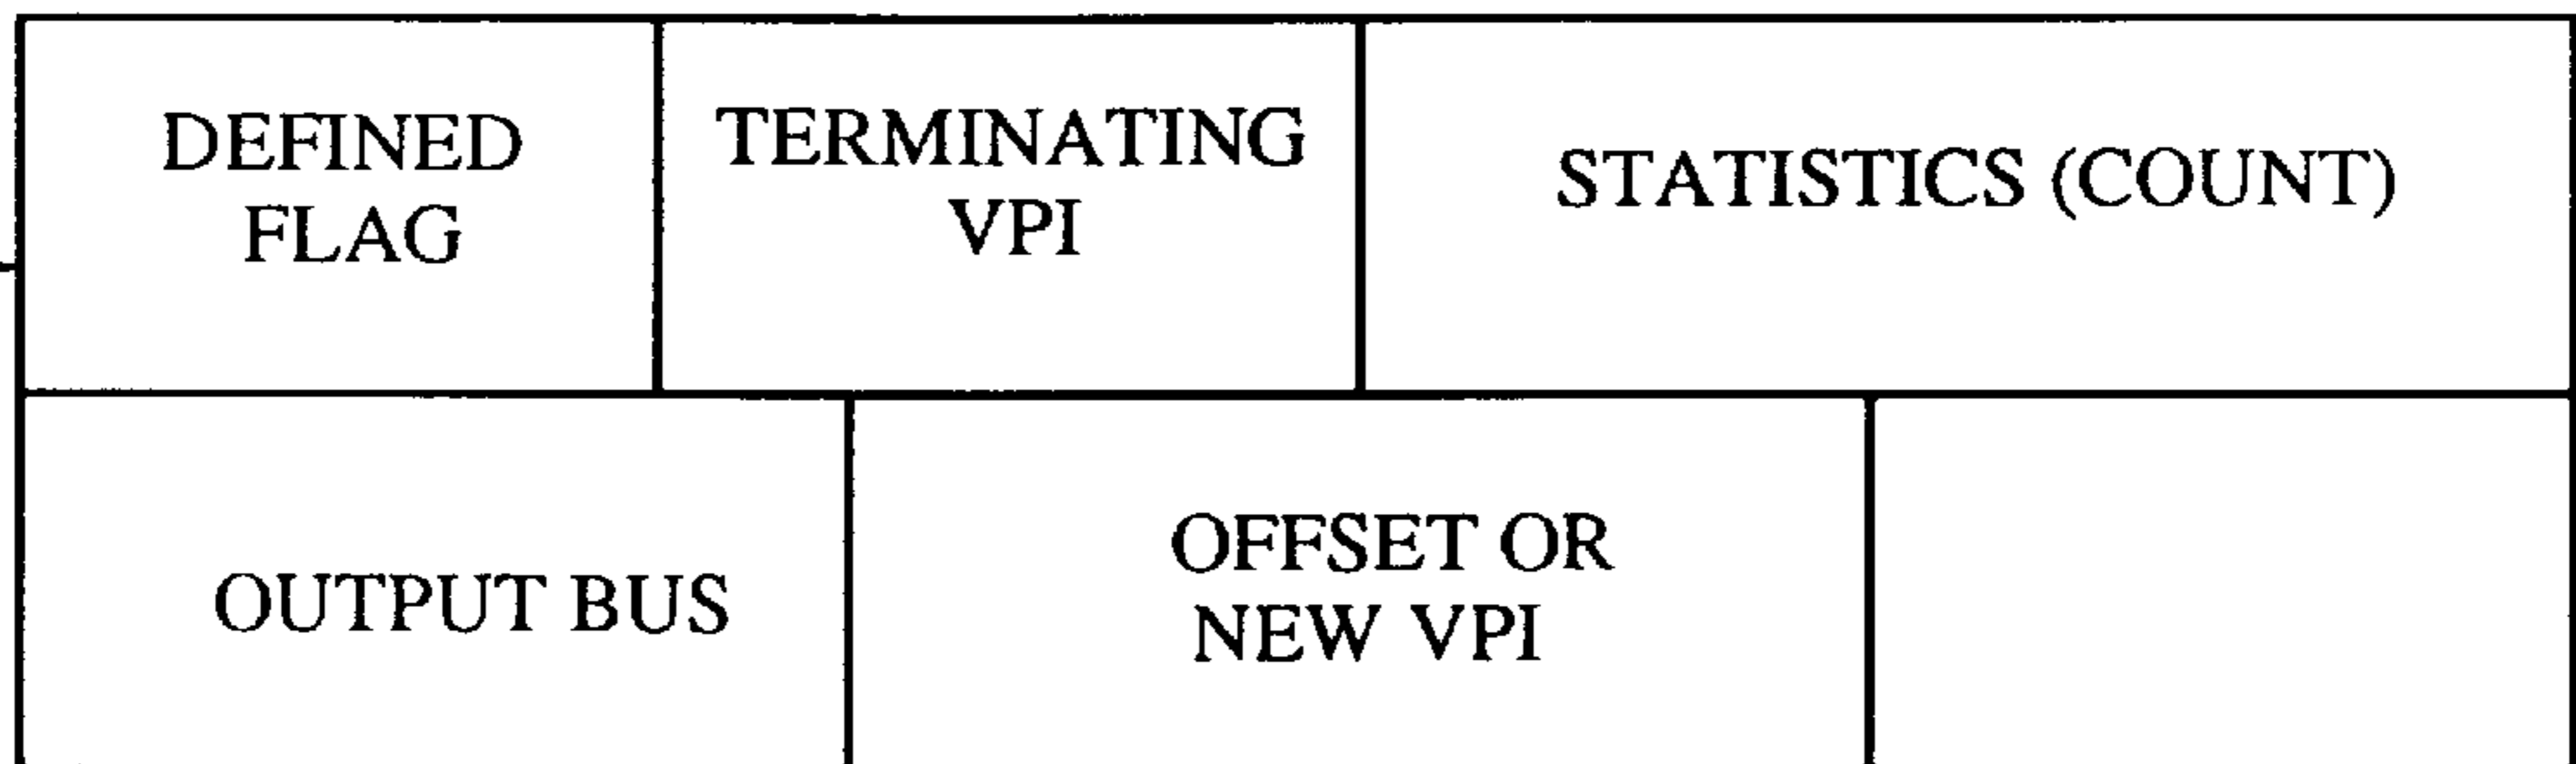 DEFINED
FLAG
TERMINATING
VPI
STATISTICS (COUNT)
OUTPUT BUS
OFFSET OR
NEW VPI